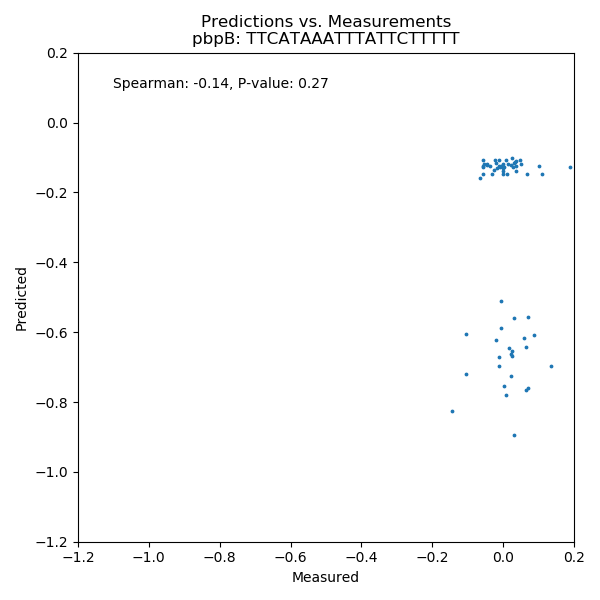 Predictions vs. Measurements
pbpB: TTCATAAATTTATTCTTTTT
Spearman: -0.14, P-value: 0.27
0.2
0.0
−0.2
−0.4
−0.6
−0.8
−1.0
−1.2
Predicted
−1.2 −1.0 −0.8 −0.6 −0.4 −0.2 0.0 0.2
Measured